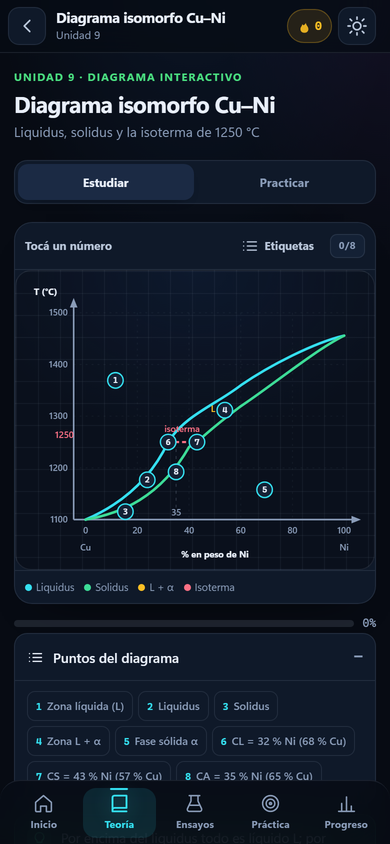 Diagrama isomorfo Cu–Ni
Unidad 9
0
UNIDAD 9 · DIAGRAMA INTERACTIVO
Diagrama isomorfo Cu–Ni
Liquidus, solidus y la isoterma de 1250 °C
Estudiar
Practicar
Tocá un número
Etiquetas
0/8
T (°C)
1500
1400
1300
1250
1200
1100
1
isoterma
L
4
6
7
2
8
5
3
35
0
20
40
60
80
100
Cu
Ni
% en peso de Ni
Liquidus
Solidus
L + α
Isoterma
0%
Puntos del diagrama
1 Zona líquida (L)
2 Liquidus
3 Solidus
4 Zona L + α
5 Fase sólida α
6 CL = 32 % Ni (68 % Cu)
7 CS = 43 % Ni (57 % Cu)
8 CA = 35 % Ni (65 % Cu)
Inicio
Teoría
Ensayos
Práctica
Progreso